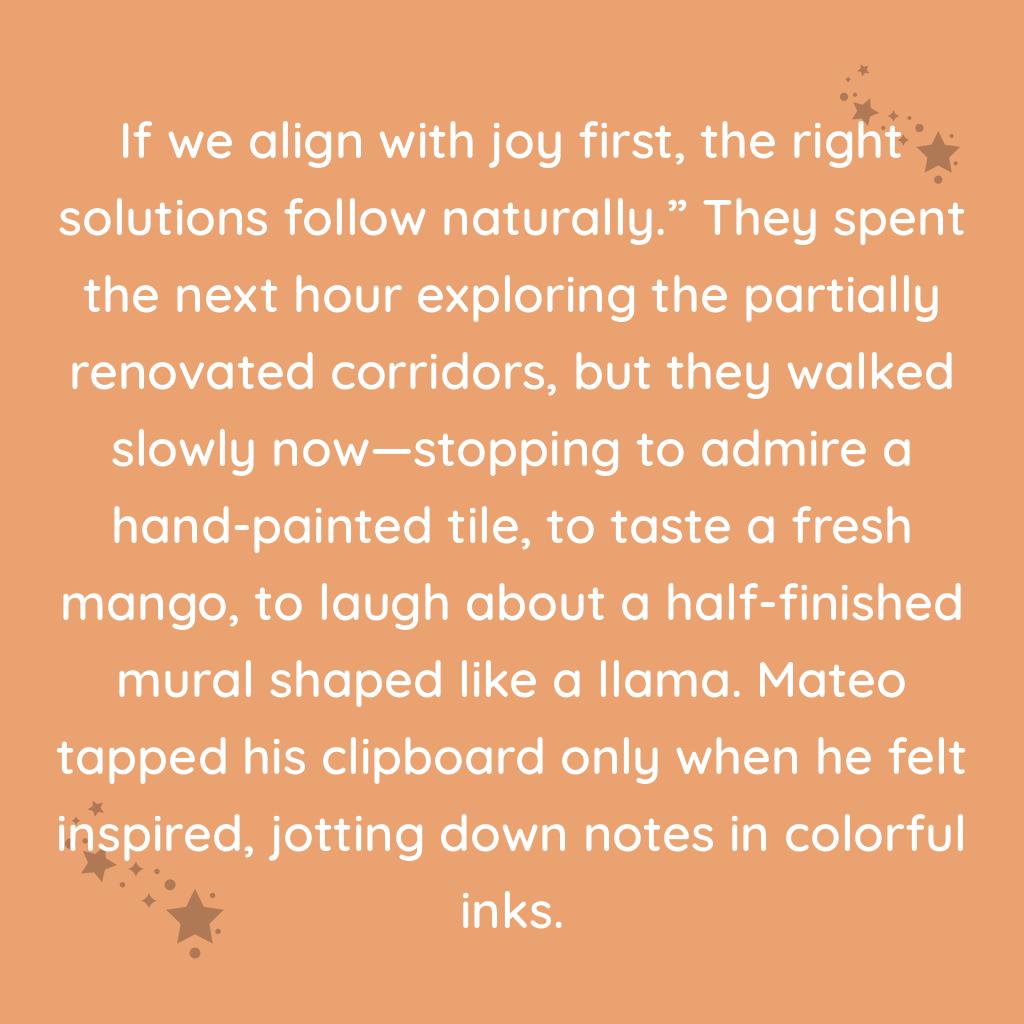 If we align with joy first, the right
solutions follow naturally.” They spent
the next hour exploring the partially
renovated corridors, but they walked
slowly now—stopping to admire a
hand-painted tile, to taste a fresh
mango, to laugh about a half-finished
mural shaped like a llama. Mateo
tapped his clipboard only when he felt
inspired, jotting down notes in colorful
inks.